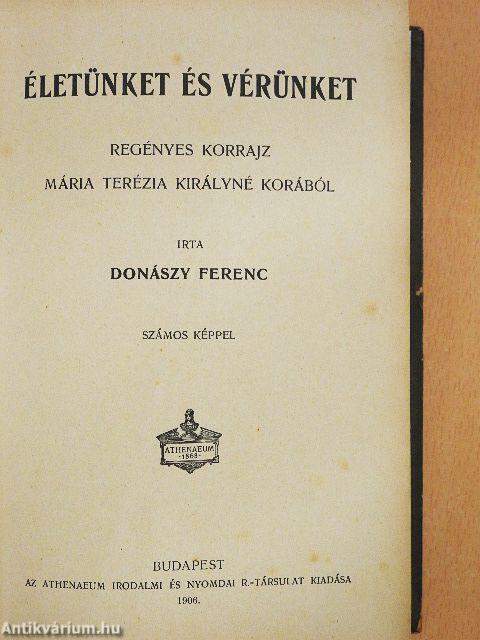 ÉLETÜNKET ÉS VÉRÜNKET
REGÉNYES KORRAJZ
MÁRIA TERÉZIA KIRÁLYNÉ KORÁBÓL
IRTA
DONÁSZY FERENC
SZÁMOS KÉPPEL
ATHENAEUM
-1868-
BUDAPEST
AZ ATHENAEUM IRODALMI ÉS NYOMDAI R.-TÁRSULAT KIADÁSA
1906.
Antikvárium.hu